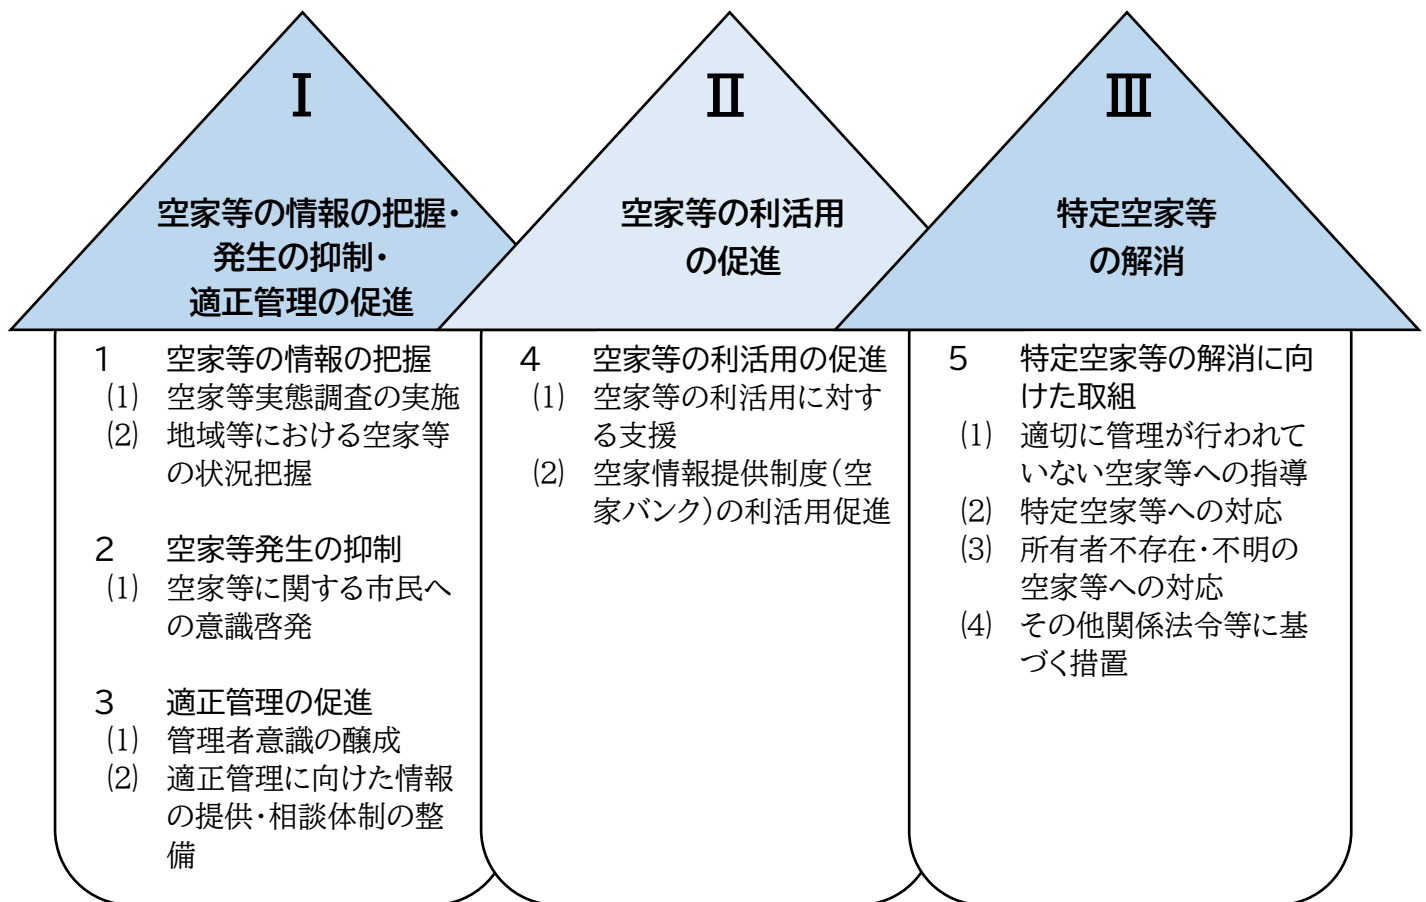 Ⅰ
空家等の情報の把握・
発生の抑制・
適正管理の促進
1 空家等の情報の把握
(1) 空家等実態調査の実施
(2) 地域等における空家等
の状況把握
2 空家等発生の抑制
(1) 空家等に関する市民へ
の意識啓発
3 適正管理の促進
(1) 管理者意識の醸成
(2) 適正管理に向けた情報
の提供・相談体制の整
備
Ⅱ
空家等の利活用
の促進
4 空家等の利活用の促進
(1) 空家等の利活用に対す
る支援
(2) 空家情報提供制度(空
家バンク)の利活用促進
Ⅲ
特定空家等
の解消
5 特定空家等の解消に向
けた取組
(1) 適切に管理が行われて
いない空家等への指導
(2) 特定空家等への対応
(3) 所有者不存在・不明の
空家等への対応
(4) その他関係法令等に基
づく措置